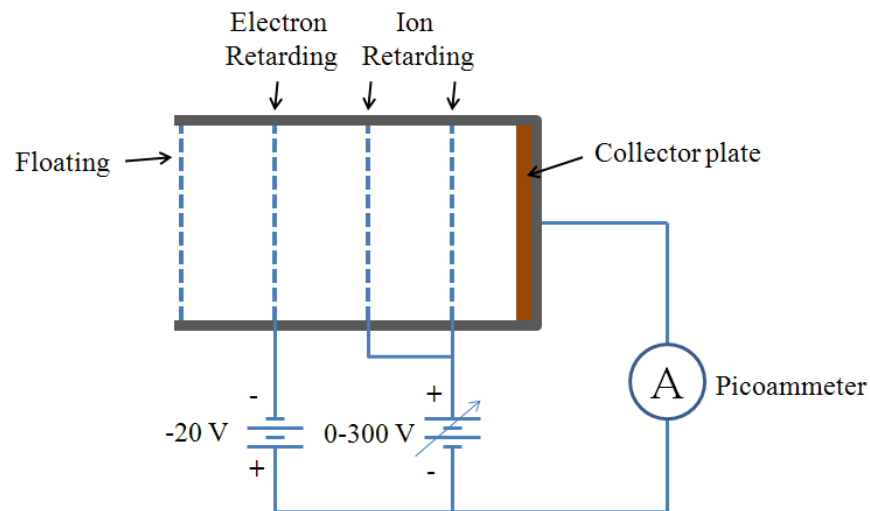 Electron
Retarding
Ion
Retarding
Floating
Collector plate
-
+
-20 V
0-300 V
+
-
A
Picoammeter